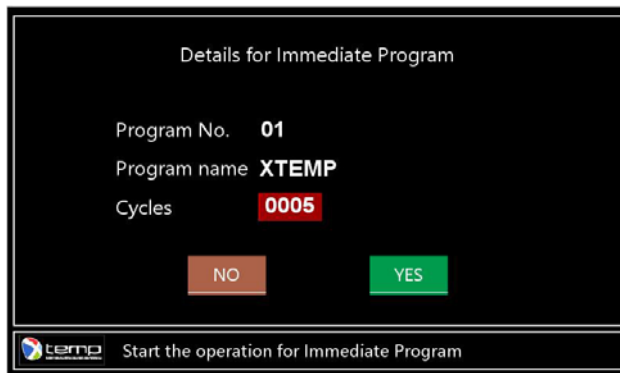 Details for Immediate Program
Program No. 01
Program name XTEMP
Cycles 0005
NO YES
temp Start the operation for Immediate Program